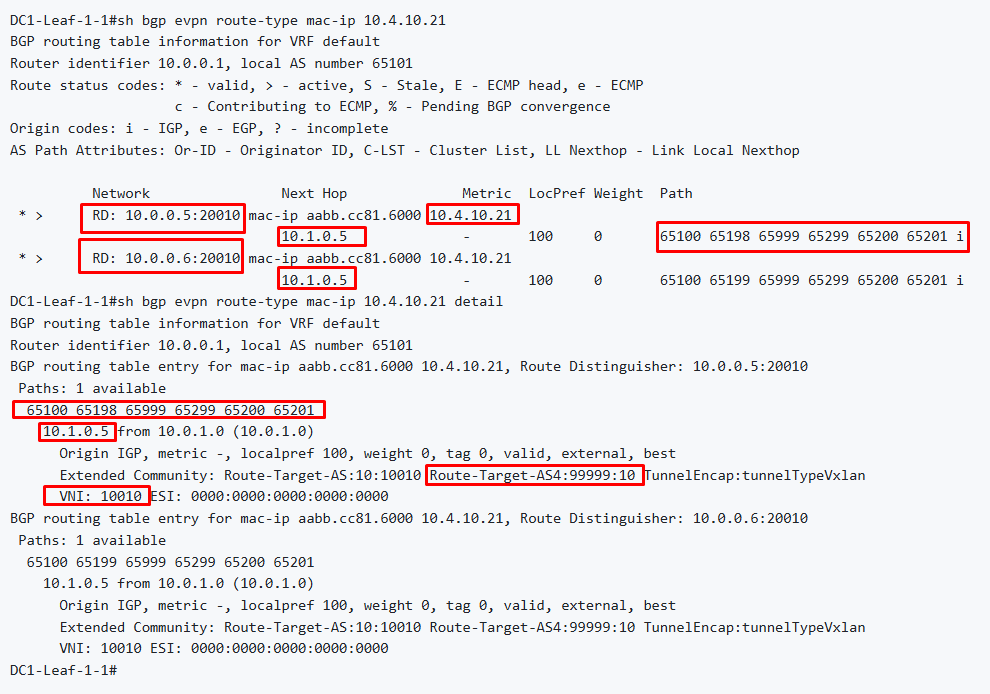 DC1-Leaf-1-1#sh bgp evpn route-type mac-ip 10.4.10.21
BGP routing table information for VRF default
Router identifier 10.0.0.1, local AS number 65101
Route status codes: * - valid, > - active, S - Stale, E - ECMP head, e - ECMP
                    c - Contributing to ECMP, % - Pending BGP convergence
Origin codes: i - IGP, e - EGP, ? - incomplete
AS Path Attributes: Or-ID - Originator ID, C-LST - Cluster List, LL Nexthop - Link Local Nexthop
          Network                Next Hop              Metric  LocPref Weight  Path
 * >      RD: 10.0.0.5:20010 mac-ip aabb.cc81.6000 10.4.10.21
                                 10.1.0.5              -       100     0       65100 65198 65999 65299 65200 65201 i
 * >      RD: 10.0.0.6:20010 mac-ip aabb.cc81.6000 10.4.10.21
                                 10.1.0.5              -       100     0       65100 65199 65999 65299 65200 65201 i
DC1-Leaf-1-1#sh bgp evpn route-type mac-ip 10.4.10.21 detail
BGP routing table information for VRF default
Router identifier 10.0.0.1, local AS number 65101
BGP routing table entry for mac-ip aabb.cc81.6000 10.4.10.21, Route Distinguisher: 10.0.0.5:20010
 Paths: 1 available
  65100 65198 65999 65299 65200 65201
    10.1.0.5 from 10.0.1.0 (10.0.1.0)
      Origin IGP, metric -, localpref 100, weight 0, tag 0, valid, external, best
      Extended Community: Route-Target-AS:10:10010 Route-Target-AS4:99999:10 TunnelEncap:tunnelTypeVxlan
      VNI: 10010 ESI: 0000:0000:0000:0000:0000
BGP routing table entry for mac-ip aabb.cc81.6000 10.4.10.21, Route Distinguisher: 10.0.0.6:20010
 Paths: 1 available
  65100 65199 65999 65299 65200 65201
    10.1.0.5 from 10.0.1.0 (10.0.1.0)
      Origin IGP, metric -, localpref 100, weight 0, tag 0, valid, external, best
      Extended Community: Route-Target-AS:10:10010 Route-Target-AS4:99999:10 TunnelEncap:tunnelTypeVxlan
      VNI: 10010 ESI: 0000:0000:0000:0000:0000
DC1-Leaf-1-1#